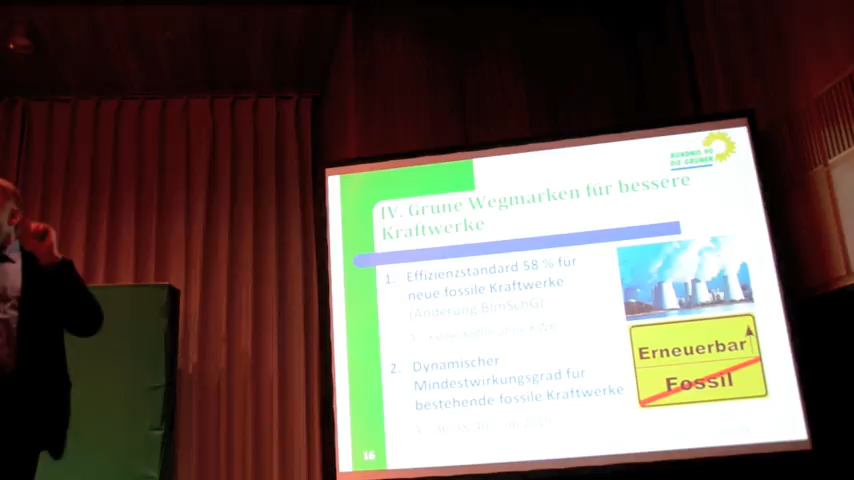 BÜNDNIS 90
DIE GRÜNEN
IV. Grüne Wegmarken für bessere
Kraftwerke
1. Effizienzstandard 58 % für
neue fossile Kraftwerke
(Änderung BImSchG)
2. Dynamischer
Mindestwirkungsgrad für
bestehende fossile Kraftwerke
Erneuerbar
Fossil
16